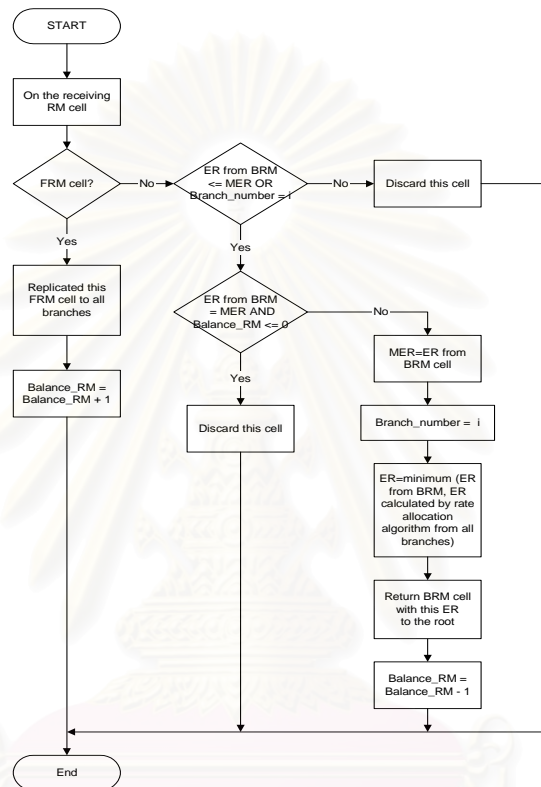 START
On the receiving
RM cell
FRM cell?
No
ER from BRM
<= MER OR
Branch_number = i
No
Discard this cell
Yes
Yes
Replicated this
FRM cell to all
branches
ER from BRM
= MER AND
Balance_RM <= 0
No
MER=ER from
BRM cell
Balance_RM =
Balance_RM + 1
Yes
Discard this cell
Branch_number = i
ER=minimum (ER
from BRM, ER
calculated by rate
allocation
algorithm from all
branches)
Return BRM cell
with this ER
to the root
Balance_RM =
Balance_RM - 1
End